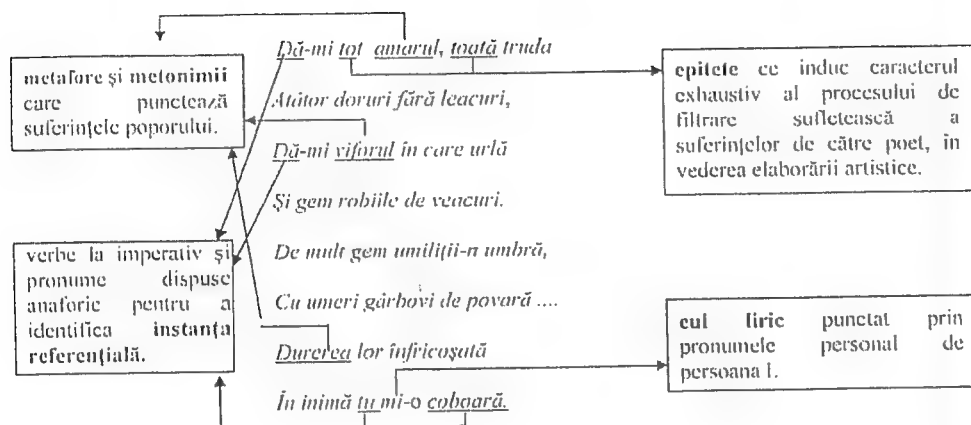 Dă-mi tot amarul, toată truda
Atâtor doruri fără leacuri,
Dă-mi viforul în care urlă
Și gem robiile de veacuri.
De mult gem umiliții-n umbră,
Cu umeri gârbovi de povară ....
Durerea lor înfricoșată
În inimă tu mi-o coboară.
metafore și metonimii
care punctează
suferințele poporului.
verbe la imperativ și
pronume dispuse
anaforic pentru a
identifica instanța
referențială.
epitete ce induc caracterul
exhaustiv al procesului de
filtrare sufletească a
suferințelor de către poet, în
vederea elaborării artistice.
eul liric punctat prin
pronumele personal de
persoana I.